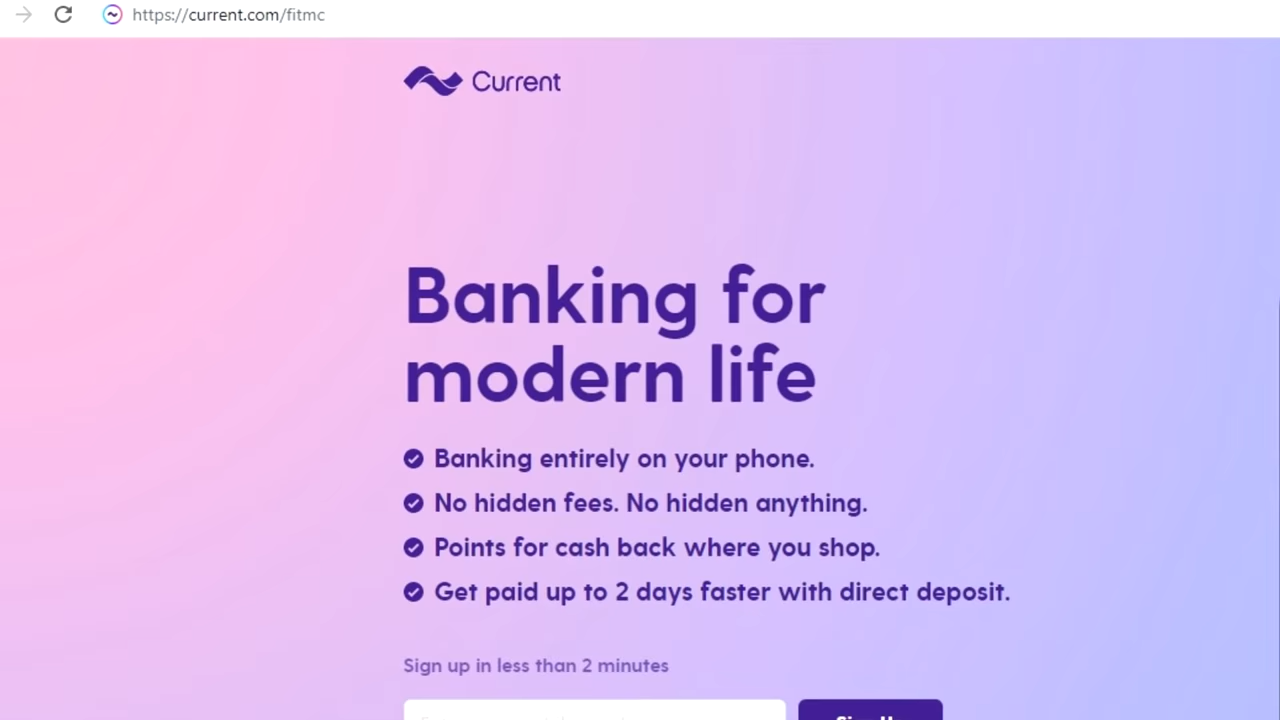 https://current.com/fitmc
Current
Banking for
modern life
Banking entirely on your phone.
No hidden fees. No hidden anything.
Points for cash back where you shop.
Get paid up to 2 days faster with direct deposit.
Sign up in less than 2 minutes